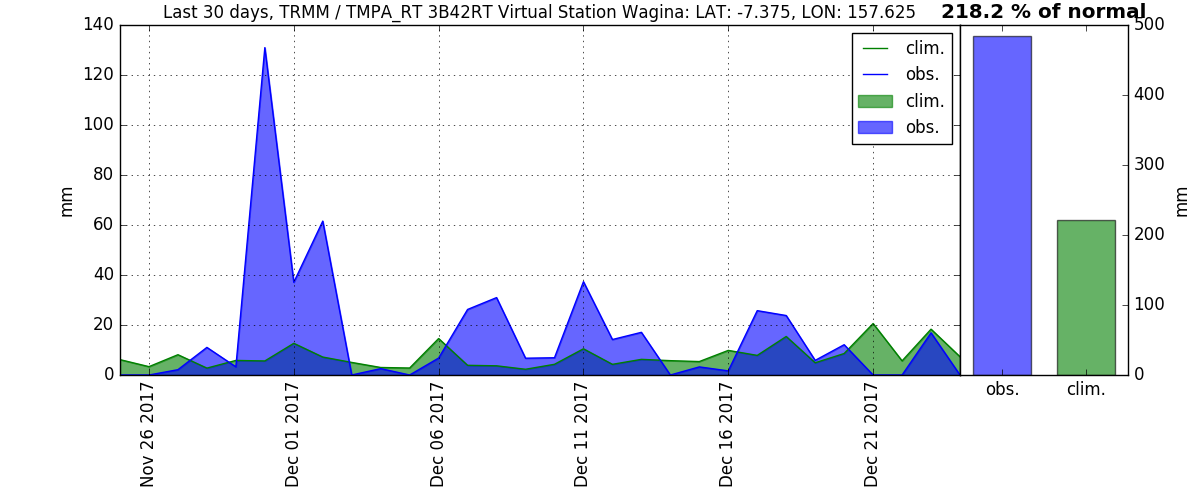 Last 30 days, TRMM / TMPA_RT 3B42RT Virtual Station Wagina: LAT: -7.375, LON: 157.625
218.2 % of normal
140
120
100
80
60
40
20
0
mm
clim.
obs.
clim.
obs.
500
400
300
200
100
0
mm
Nov 26 2017
Dec 01 2017
Dec 06 2017
Dec 11 2017
Dec 16 2017
Dec 21 2017
obs.
clim.